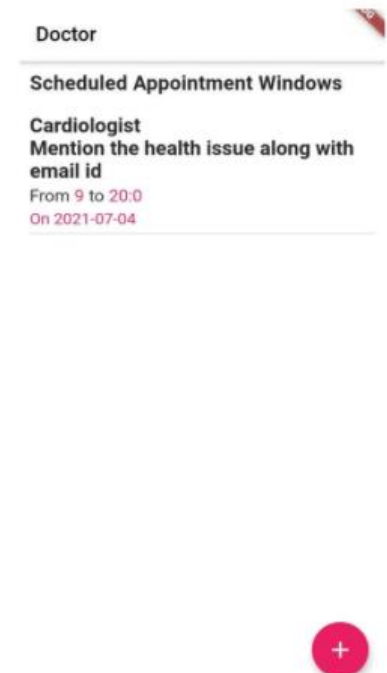 Doctor
Scheduled Appointment Windows
Cardiologist
Mention the health issue along with
email id
From 9 to 20:0
On 2021-07-04
+